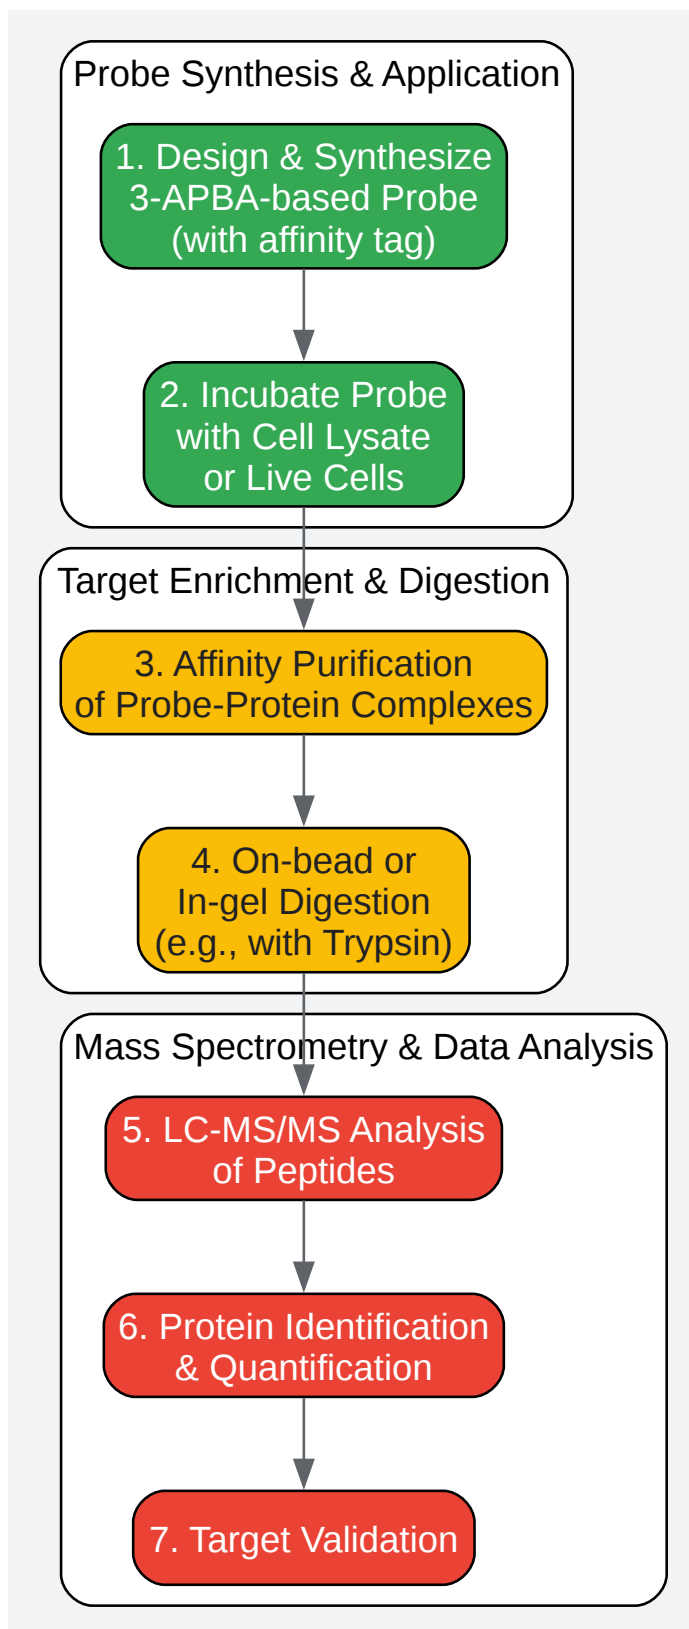 Probe Synthesis & Application
1. Design & Synthesize
3-APBA-based Probe
(with affinity tag)
2. Incubate Probe
with Cell Lysate
or Live Cells
Target Enrichment & Digestion
3. Affinity Purification
of Probe-Protein Complexes
4. On-bead or
In-gel Digestion
(e.g., with Trypsin)
Mass Spectrometry & Data Analysis
5. LC-MS/MS Analysis
of Peptides
6. Protein Identification
& Quantification
7. Target Validation